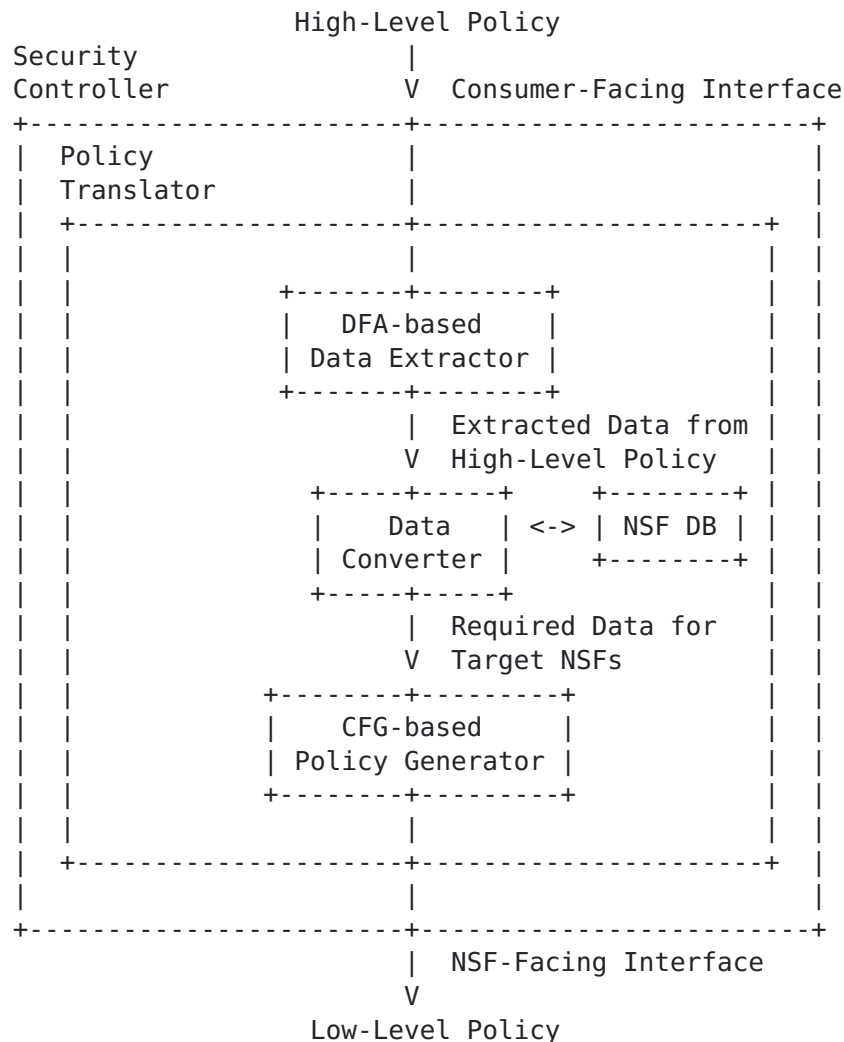 High-Level Policy
Security
Controller V Consumer-Facing Interface
Policy
Translator
DFA-based
Data Extractor
Extracted Data from
V High-Level Policy
Data <-> NSF DB
Converter
Required Data for
V Target NSFs
CFG-based
Policy Generator
NSF-Facing Interface
V
Low-Level Policy